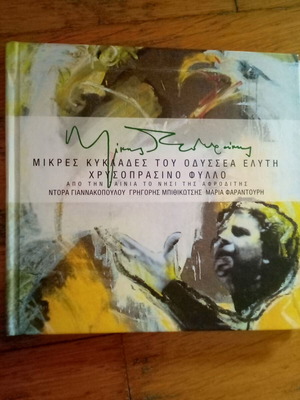 Μίκης Θεοδωράκης
ΜΙΚΡΕΣ ΚΥΚΛΑΔΕΣ ΤΟΥ ΟΔΥΣΣΕΑ ΕΛΥΤΗ
ΧΡΥΣΟΠΡΑΣΙΝΟ ΦΥΛΛΟ
ΑΠΟ ΤΗΝ ΤΑΙΝΙΑ ΤΟ ΝΗΣΙ ΤΗΣ ΑΦΡΟΔΙΤΗΣ
ΝΤΟΡΑ ΓΙΑΝΝΑΚΟΠΟΥΛΟΥ ΓΡΗΓΟΡΗΣ ΜΠΙΘΙΚΩΤΣΗΣ ΜΑΡΙΑ ΦΑΡΑΝΤΟΥΡΗ